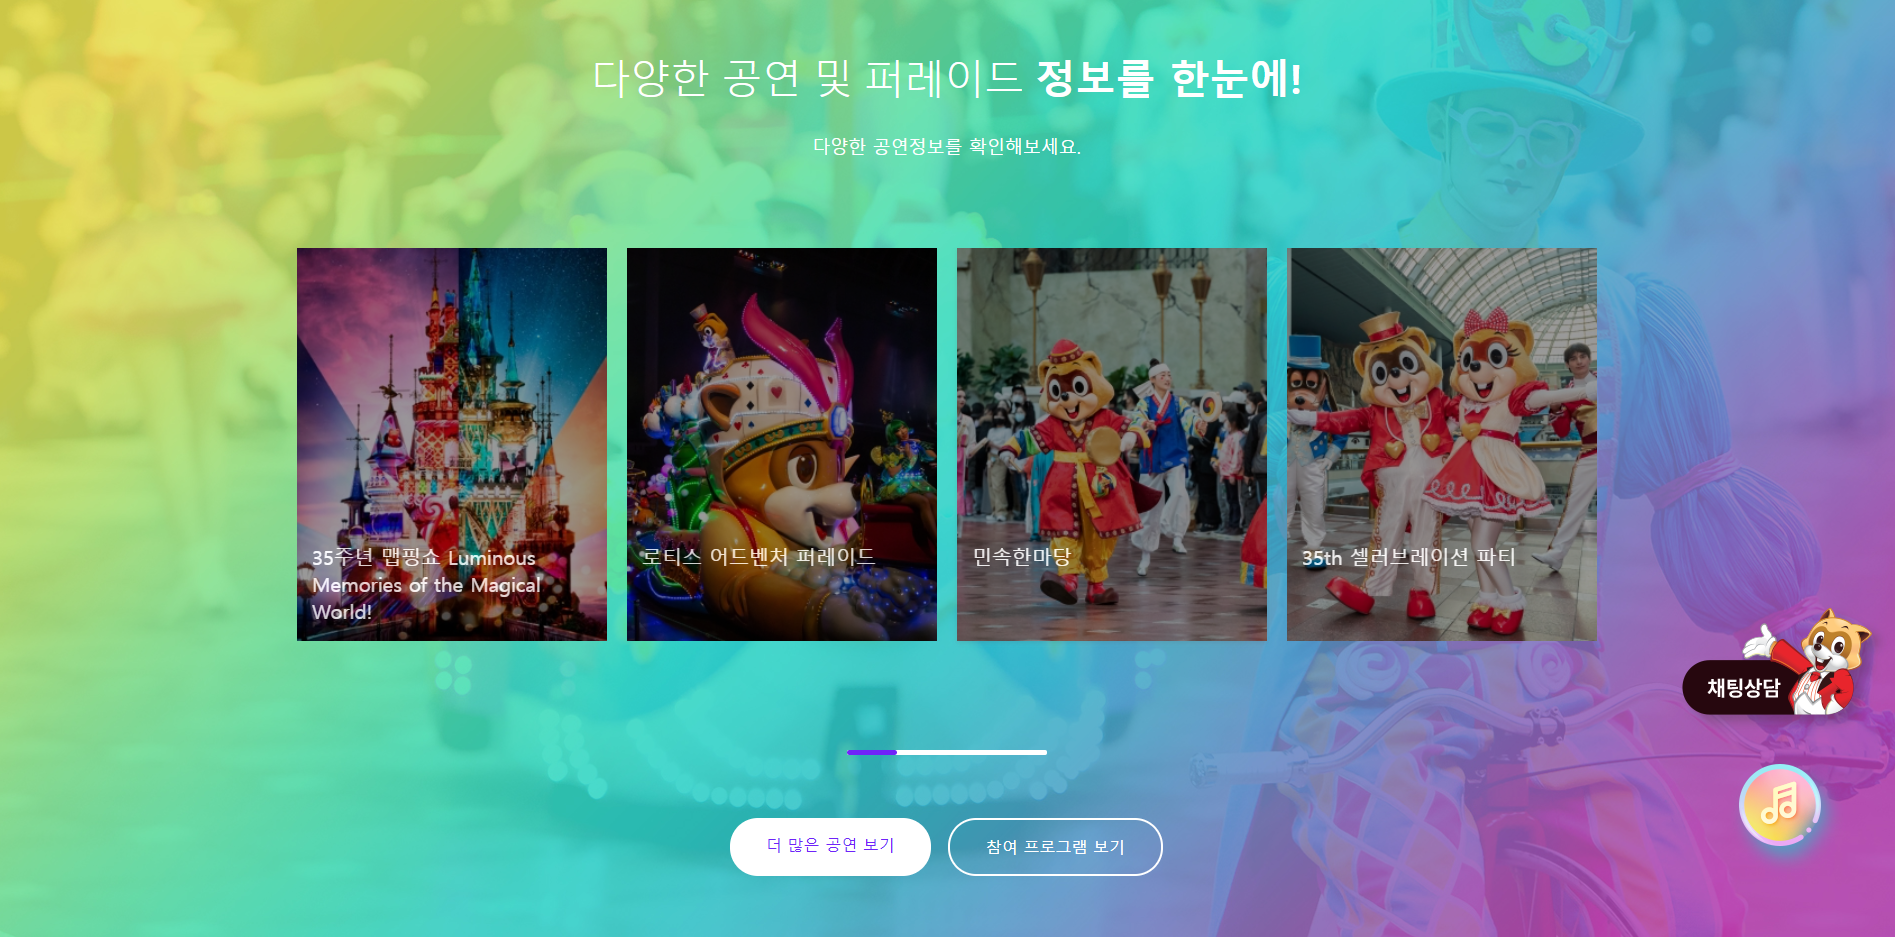 다양한 공연 및 퍼레이드 정보를 한눈에!
다양한 공연정보를 확인해보세요.
35주년 맵핑쇼 Luminous
Memories of the Magical
World!
로티스 어드벤처 퍼레이드
민속한마당
35th 셀러브레이션 파티
채팅상담
더 많은 공연 보기
참여 프로그램 보기